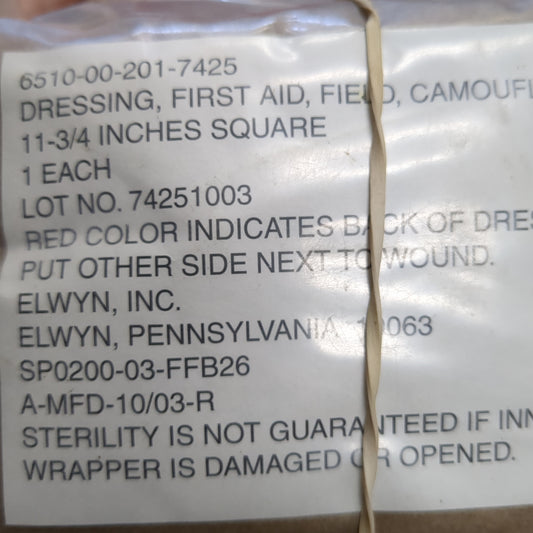 6510-00-201-7425
DRESSING, FIRST AID, FIELD, CAMOUFL
11-3/4 INCHES SQUARE
1 EACH
LOT NO. 74251003
RED COLOR INDICATES BACK OF DRES
PUT OTHER SIDE NEXT TO WOUND.
ELWYN, INC.
ELWYN, PENNSYLVANIA 19063
SP0200-03-FFB26
A-MFD-10/03-R
STERILITY IS NOT GUARANTEED IF INN
WRAPPER IS DAMAGED OR OPENED.